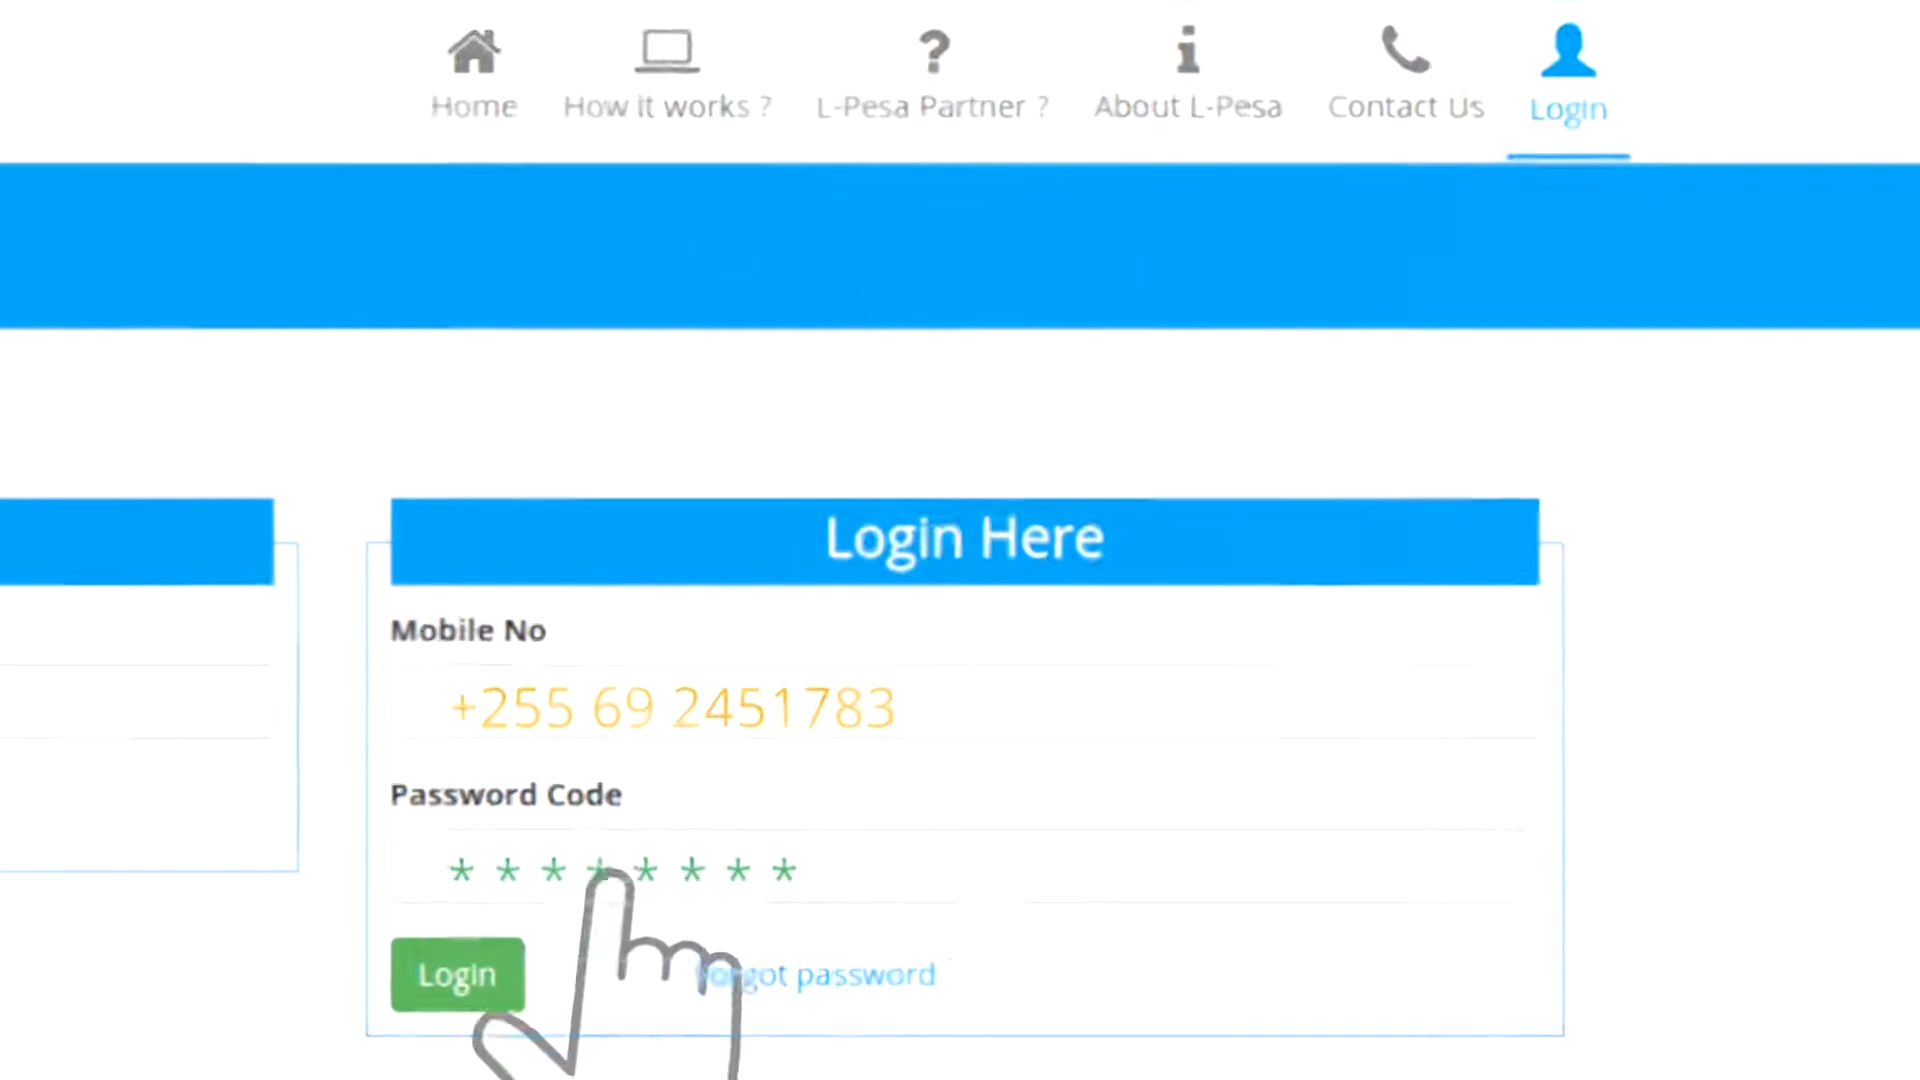 Home
How it works ?
L-Pesa Partner ?
About L-Pesa
Contact Us
Login
Login Here
Mobile No
+255 69 2451783
Password Code
* * * * * * * *
Login
Forgot password